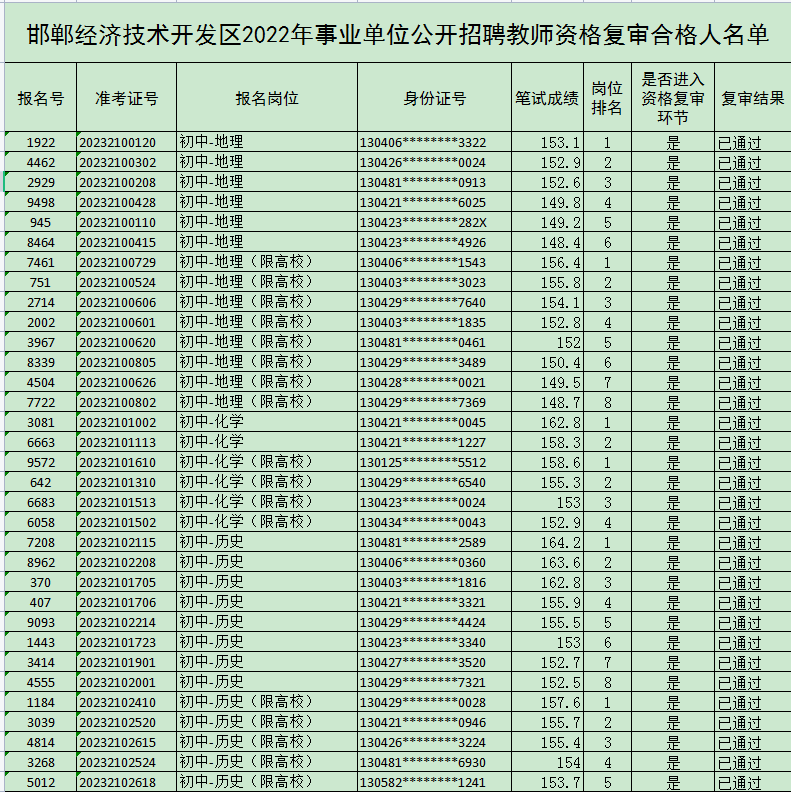 邯郸经济技术开发区2022年事业单位公开招聘教师资格复审合格人名单
报名号 准考证号 报名岗位 身份证号 笔试成绩 岗位排名 是否进入资格复审环节 复审结果
1922 20232100120 初中-地理 130406********3322 153.1 1 是 已通过
4462 20232100302 初中-地理 130426********0024 152.9 2 是 已通过
2929 20232100208 初中-地理 130481********0913 152.6 3 是 已通过
9498 20232100428 初中-地理 130421********6025 149.8 4 是 已通过
945 20232100110 初中-地理 130423********282X 149.2 5 是 已通过
8464 20232100415 初中-地理 130423********4926 148.4 6 是 已通过
7461 20232100729 初中-地理（限高校） 130406********1543 156.4 1 是 已通过
751 20232100524 初中-地理（限高校） 130403********3023 155.8 2 是 已通过
2714 20232100606 初中-地理（限高校） 130429********7640 154.1 3 是 已通过
2002 20232100601 初中-地理（限高校） 130403********1835 152.8 4 是 已通过
3967 20232100620 初中-地理（限高校） 130481********0461 152 5 是 已通过
8339 20232100805 初中-地理（限高校） 130429********3489 150.4 6 是 已通过
4504 20232100626 初中-地理（限高校） 130428********0021 149.5 7 是 已通过
7722 20232100802 初中-地理（限高校） 130429********7369 148.7 8 是 已通过
3081 20232101002 初中-化学 130421********0045 162.8 1 是 已通过
6663 20232101113 初中-化学 130421********1227 158.3 2 是 已通过
9572 20232101610 初中-化学（限高校） 130125********5512 158.6 1 是 已通过
642 20232101310 初中-化学（限高校） 130429********6540 155.3 2 是 已通过
6683 20232101513 初中-化学（限高校） 130423********0024 153 3 是 已通过
6058 20232101502 初中-化学（限高校） 130434********0043 152.9 4 是 已通过
7208 20232102115 初中-历史 130481********2589 164.2 1 是 已通过
8962 20232102208 初中-历史 130406********0360 163.6 2 是 已通过
370 20232101705 初中-历史 130403********1816 162.8 3 是 已通过
407 20232101706 初中-历史 130421********3321 155.9 4 是 已通过
9093 20232102214 初中-历史 130429********4424 155.5 5 是 已通过
1443 20232101723 初中-历史 130423********3340 153 6 是 已通过
3414 20232101901 初中-历史 130427********3520 152.7 7 是 已通过
4555 20232102001 初中-历史 130429********7321 152.5 8 是 已通过
1184 20232102410 初中-历史（限高校） 130429********0028 157.6 1 是 已通过
3039 20232102520 初中-历史（限高校） 130421********0946 155.7 2 是 已通过
4814 20232102615 初中-历史（限高校） 130426********3224 155.4 3 是 已通过
3268 20232102524 初中-历史（限高校） 130481********6930 154 4 是 已通过
5012 20232102618 初中-历史（限高校） 130582********1241 153.7 5 是 已通过